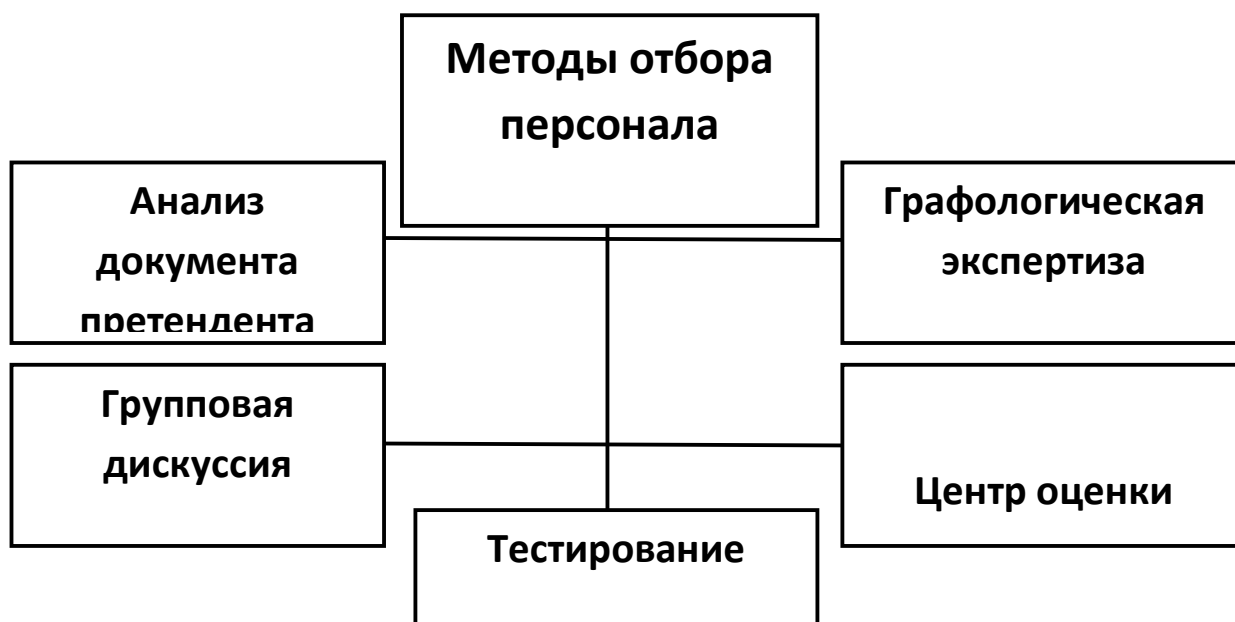 Методы отбора
персонала
Анализ
документа
претендента
Графологическая
экспертиза
Групповая
дискуссия
Центр оценки
Тестирование